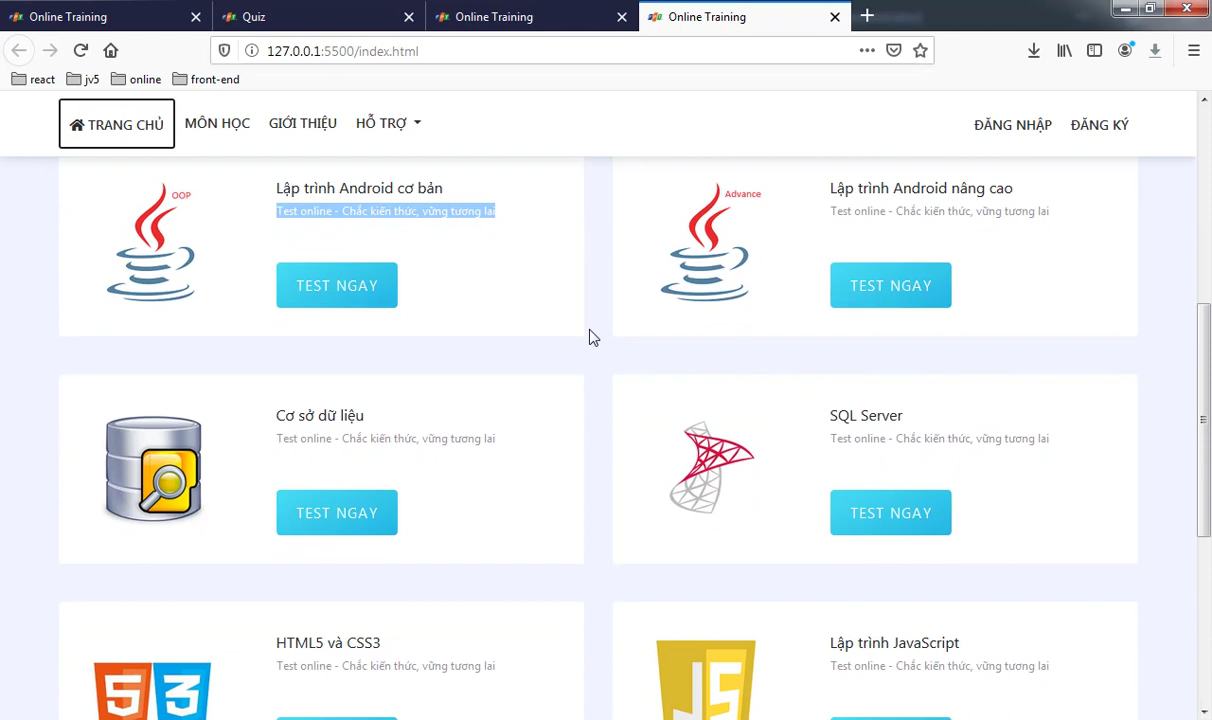 Online Training
Quiz
Online Training
Online Training
127.0.0.1:5500/index.html
react
jv5
online
front-end
TRANG CHỦ
MÔN HỌC
GIỚI THIỆU
HỖ TRỢ
ĐĂNG NHẬP
ĐĂNG KÝ
OOP
Lập trình Android cơ bản
Test online - Chắc kiến thức, vững tương lai
TEST NGAY
Advance
Lập trình Android nâng cao
Test online - Chắc kiến thức, vững tương lai
TEST NGAY
Cơ sở dữ liệu
Test online - Chắc kiến thức, vững tương lai
TEST NGAY
SQL Server
Test online - Chắc kiến thức, vững tương lai
TEST NGAY
HTML5 và CSS3
Test online - Chắc kiến thức, vững tương lai
5 3
Lập trình JavaScript
Test online - Chắc kiến thức, vững tương lai
JS